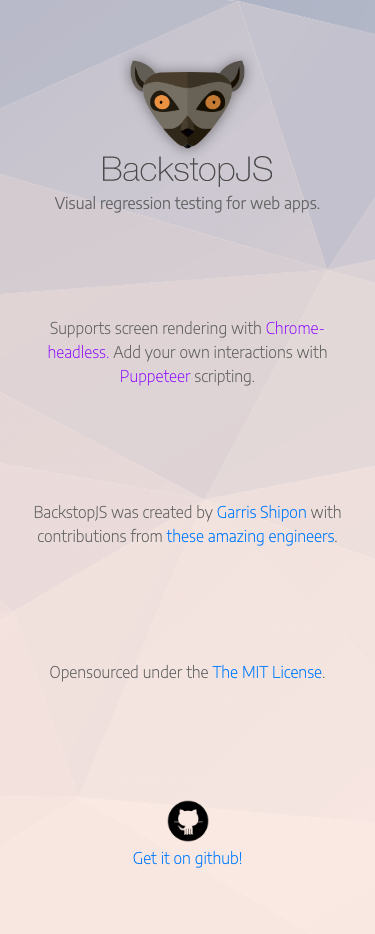 BackstopJS
Visual regression testing for web apps.
Supports screen rendering with Chrome-
headless. Add your own interactions with
Puppeteer scripting.
BackstopJS was created by Garris Shipon with
contributions from these amazing engineers.
Opensourced under the The MIT License.
Get it on github!